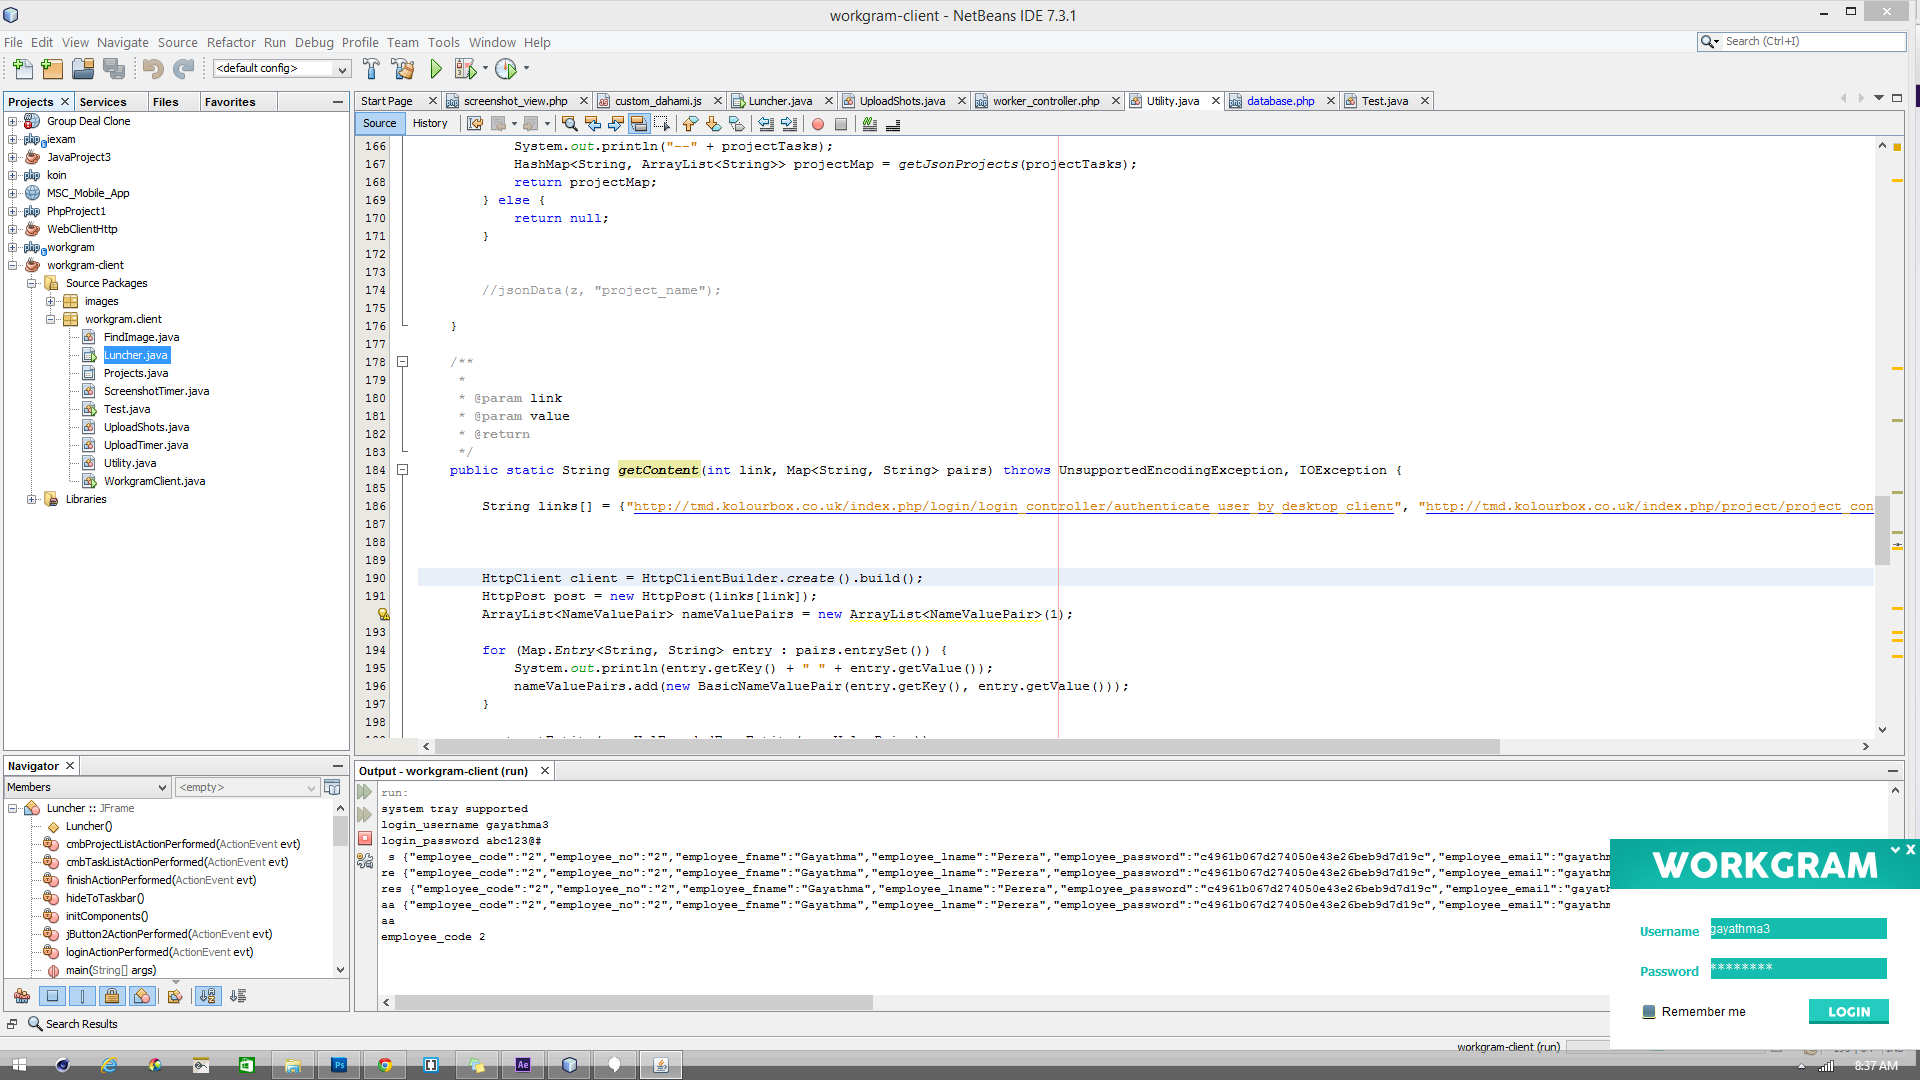 workgram-client - NetBeans IDE 7.3.1
File Edit View Navigate Source Refactor Run Debug Profile Team Tools Window Help
Search (Ctrl+I)
<default config>
Projects Services Files Favorites
Start Page screenshot_view.php custom_dahami.js Luncher.java UploadShots.java worker_controller.php Utility.java database.php Test.java
Source History
Group Deal Clone
iexam
JavaProject3
koin
MSC_Mobile_App
PhpProject1
WebClientHttp
workgram
workgram-client
Source Packages
images
workgram.client
FindImage.java
Luncher.java
Projects.java
ScreenshotTimer.java
Test.java
UploadShots.java
UploadTimer.java
Utility.java
WorkgramClient.java
Libraries
166 System.out.println("--" + projectTasks);
167 HashMap<String, ArrayList<String>> projectMap = getJsonProjects(projectTasks);
168 return projectMap;
169 } else {
170 return null;
171 }
172
173
174 //jsonData(z, "project_name");
175
176 }
177
178 /**
179 *
180 * @param link
181 * @param value
182 * @return
183 */
184 public static String getContent(int link, Map<String, String> pairs) throws UnsupportedEncodingException, IOException {
185
186 String links[] = {"http://tmd.kolourbox.co.uk/index.php/login/login_controller/authenticate_user_by_desktop_client", "http://tmd.kolourbox.co.uk/index.php/project/project_con
187
188
189
190 HttpClient client = HttpClientBuilder.create().build();
191 HttpPost post = new HttpPost(links[link]);
ArrayList<NameValuePair> nameValuePairs = new ArrayList<NameValuePair>(1);
193
194 for (Map.Entry<String, String> entry : pairs.entrySet()) {
195 System.out.println(entry.getKey() + " " + entry.getValue());
196 nameValuePairs.add(new BasicNameValuePair(entry.getKey(), entry.getValue()));
197 }
198
Navigator
Members <empty>
Luncher :: JFrame
Luncher()
cmbProjectListActionPerformed(ActionEvent evt)
cmbTaskListActionPerformed(ActionEvent evt)
finishActionPerformed(ActionEvent evt)
hideToTaskbar()
initComponents()
jButton2ActionPerformed(ActionEvent evt)
loginActionPerformed(ActionEvent evt)
main(String[] args)
Output - workgram-client (run)
run:
system tray supported
login_username gayathma3
login_password abc123@#
s {"employee_code":"2","employee_no":"2","employee_fname":"Gayathma","employee_lname":"Perera","employee_password":"c4961b067d274050e43e26beb9d7d19c","employee_email":"gayathm
re {"employee_code":"2","employee_no":"2","employee_fname":"Gayathma","employee_lname":"Perera","employee_password":"c4961b067d274050e43e26beb9d7d19c","employee_email":"gayathm
res {"employee_code":"2","employee_no":"2","employee_fname":"Gayathma","employee_lname":"Perera","employee_password":"c4961b067d274050e43e26beb9d7d19c","employee_email":"gayath
aa {"employee_code":"2","employee_no":"2","employee_fname":"Gayathma","employee_lname":"Perera","employee_password":"c4961b067d274050e43e26beb9d7d19c","employee_email":"gayathm
aa
employee_code 2
WORKGRAM
Username gayathma3
Password ********
Remember me LOGIN
Search Results
workgram-client (run)
8:37 AM